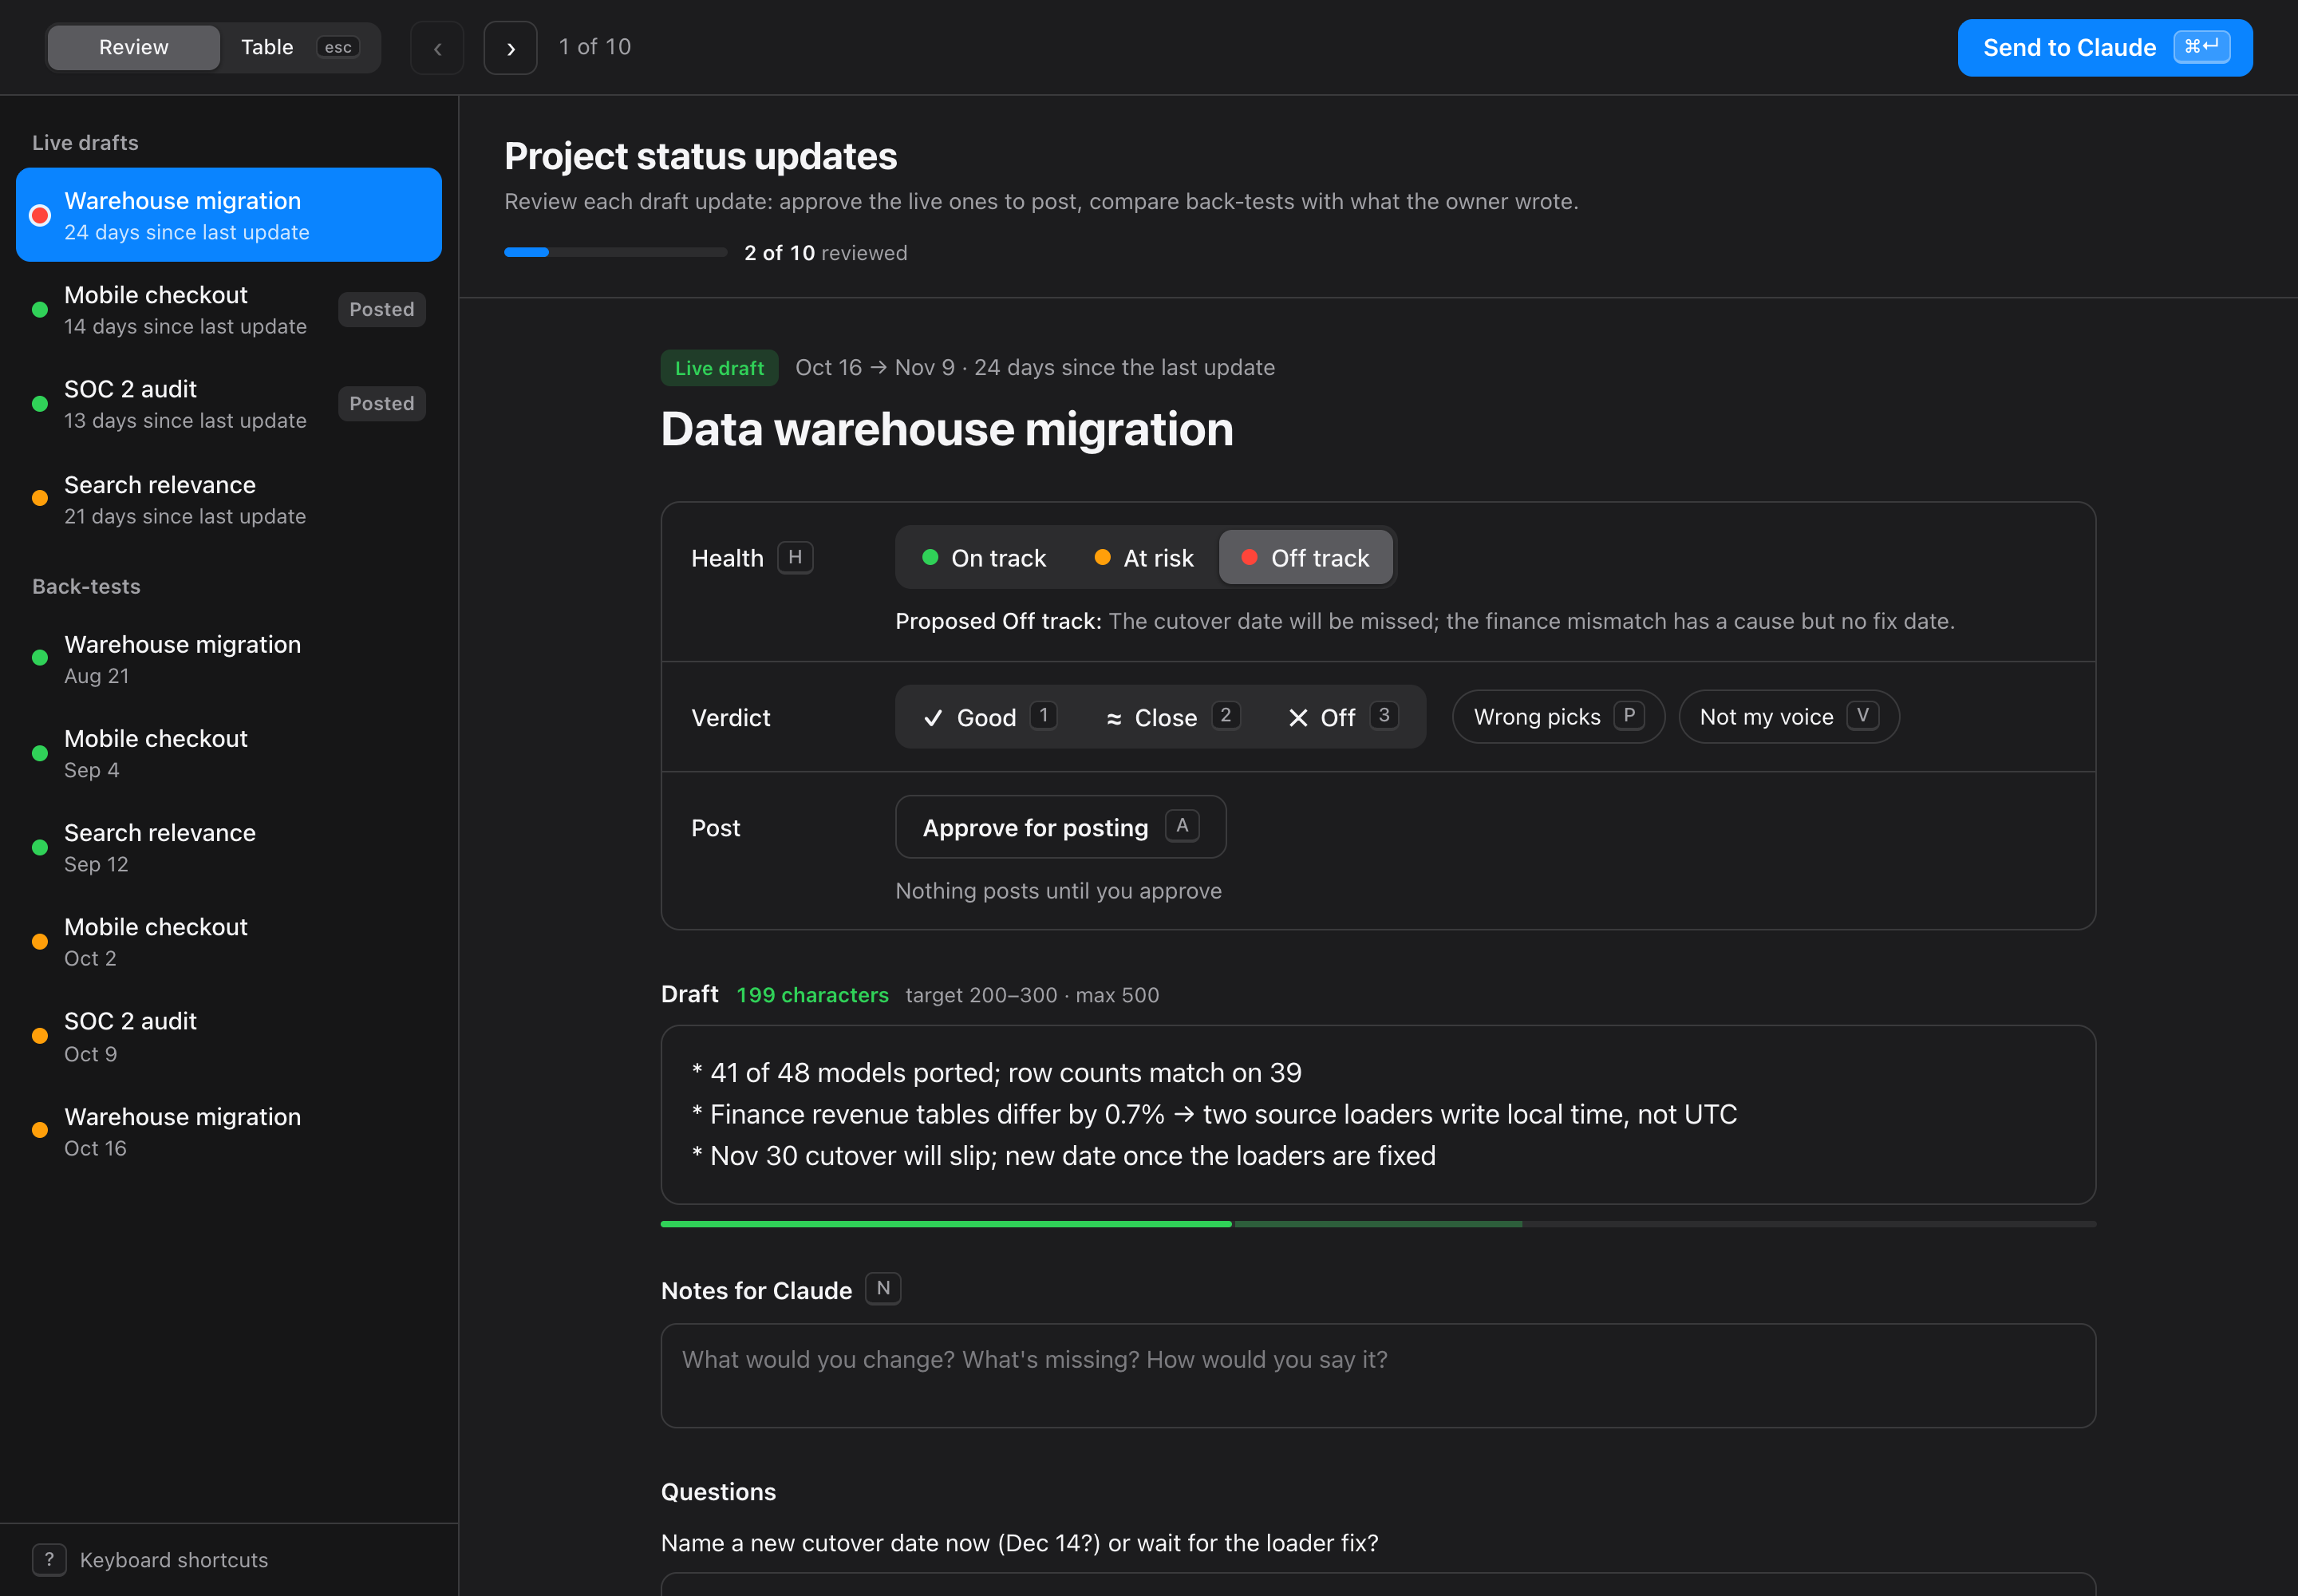 Review
Table esc
‹
›
1 of 10
Send to Claude ⌘↵
Live drafts
Warehouse migration
24 days since last update
Mobile checkout
14 days since last update
Posted
SOC 2 audit
13 days since last update
Posted
Search relevance
21 days since last update
Back-tests
Warehouse migration
Aug 21
Mobile checkout
Sep 4
Search relevance
Sep 12
Mobile checkout
Oct 2
SOC 2 audit
Oct 9
Warehouse migration
Oct 16
? Keyboard shortcuts
Project status updates
Review each draft update: approve the live ones to post, compare back-tests with what the owner wrote.
2 of 10 reviewed
Live draft Oct 16 → Nov 9 · 24 days since the last update
Data warehouse migration
Health H On track At risk Off track
Proposed Off track: The cutover date will be missed; the finance mismatch has a cause but no fix date.
Verdict ✓ Good 1 ≈ Close 2 ✕ Off 3 Wrong picks P Not my voice V
Post Approve for posting A
Nothing posts until you approve
Draft 199 characters target 200–300 · max 500
* 41 of 48 models ported; row counts match on 39
* Finance revenue tables differ by 0.7% → two source loaders write local time, not UTC
* Nov 30 cutover will slip; new date once the loaders are fixed
Notes for Claude N
What would you change? What's missing? How would you say it?
Questions
Name a new cutover date now (Dec 14?) or wait for the loader fix?